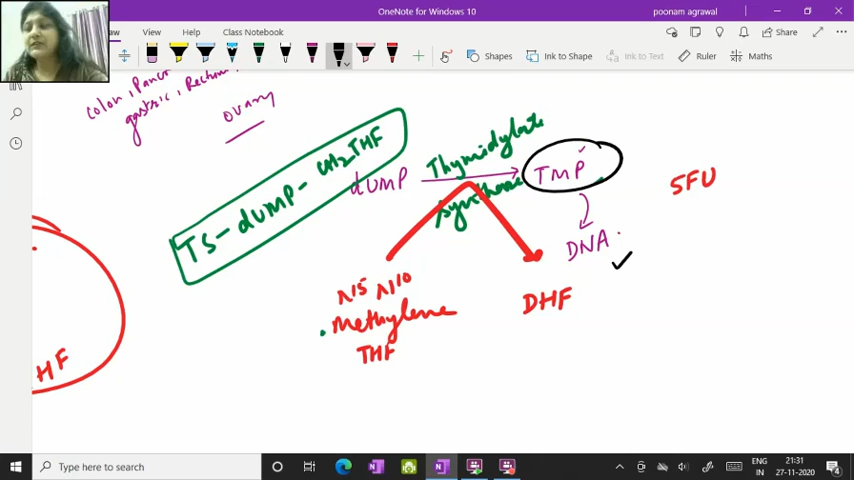 OneNote for Windows 10
poonam agrawal
View
Help
Class Notebook
Share
Shapes
Ink to Shape
Ink to Text
Ruler
Maths
colon, Pancr
gastric, Rectum,
ovary
TS-dUMP-CH2THF
dUMP
Thymidylate
synthase
TMP
5FU
DNA.
N15 N10
Methylene
THF
DHF
HF
Type here to search
ENG
IN
21:31
27-11-2020
4